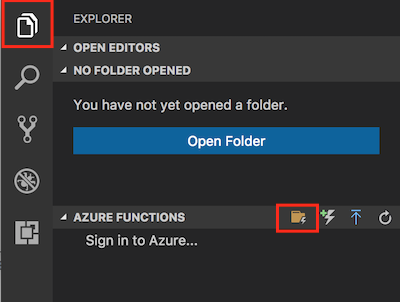 EXPLORER
OPEN EDITORS
NO FOLDER OPENED
You have not yet opened a folder.
Open Folder
AZURE FUNCTIONS
Sign in to Azure...